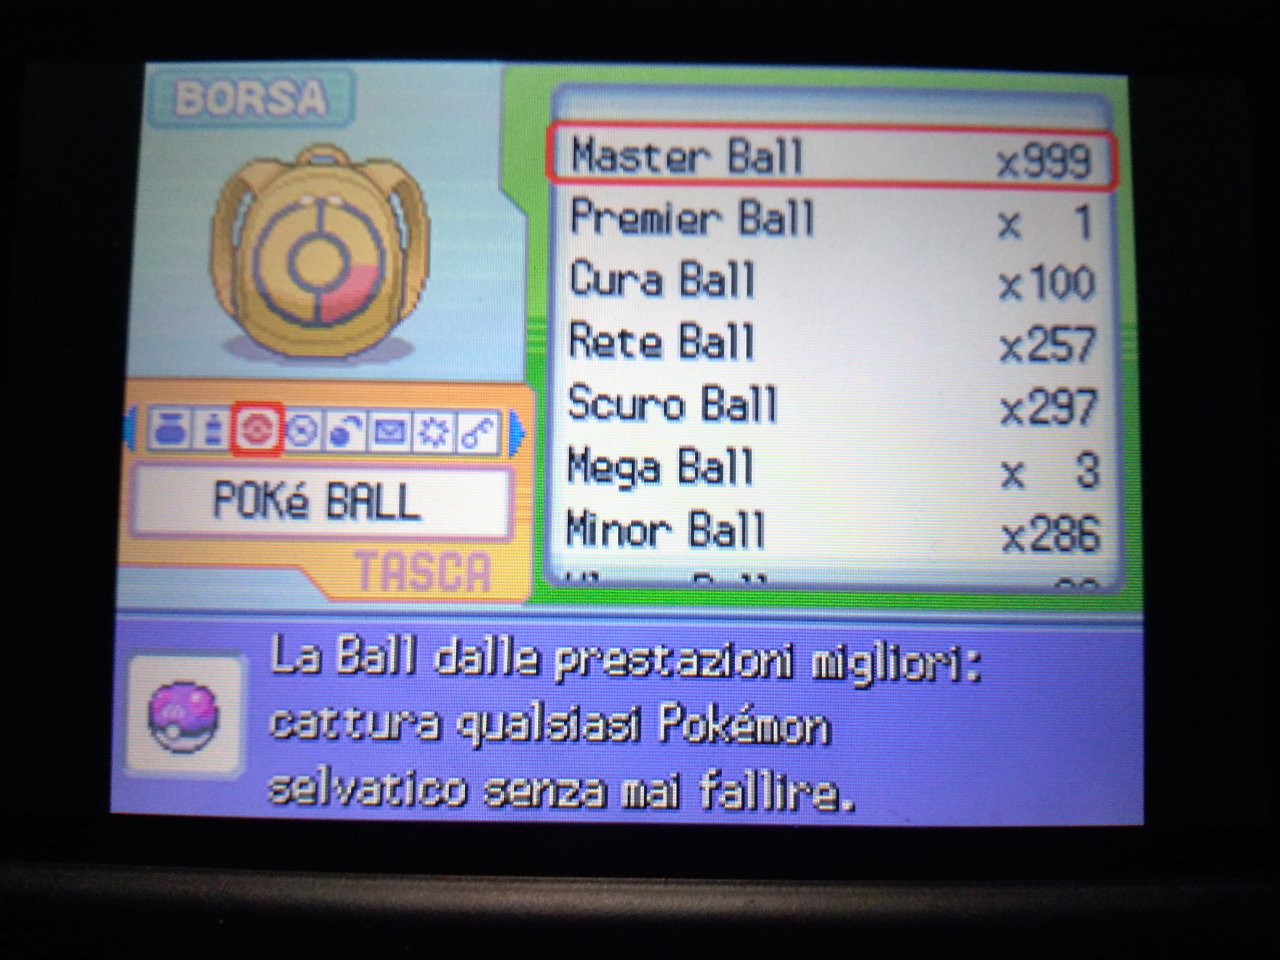 BORSA
Master Ball x999
Premier Ball x 1
Cura Ball x100
Rete Ball x257
Scuro Ball x297
Mega Ball x 3
Minor Ball x286
POKé BALL
TASCA
La Ball dalle prestazioni migliori:
cattura qualsiasi Pokémon
selvatico senza mai fallire.